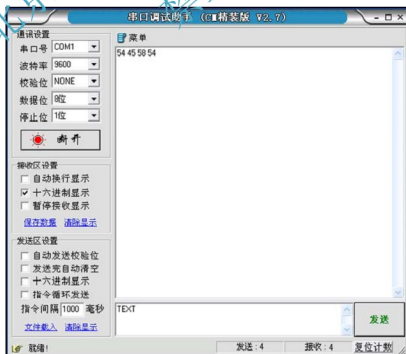 串口调试助手 (CM精装版 V2.7)
通讯设置
串口号 COM1
波特率 9600
校验位 NONE
数据位 8位
停止位 1位
断开
接收区设置
自动换行显示
十六进制显示
暂停接收显示
保存数据 清除显示
发送区设置
自动发送校验位
发送完自动清空
十六进制显示
指令循环发送
指令间隔 1000 毫秒
文件载入 清除显示
菜单
54 45 58 54
TEXT
发送
就绪!
发送:4
接收:4
复位计数